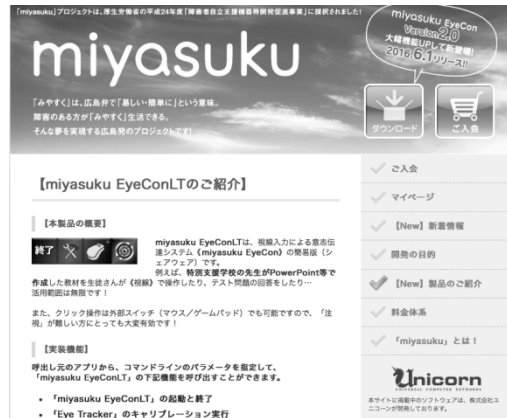 「miyasuku」プロジェクトは、厚生労働省の平成24年度「障害者自立支援機器等開発促進事業」に採択されました!
miyasuku EyeCon
Version2.0
大幅機能UPして新登場!
2016.6.1リリース!!
miyasuku
「みやすく」は、広島弁で「易しい・簡単に」という意味。
障害のある方が「みやすく」生活できる。
そんな夢を実現する広島発のプロジェクトです!
ダウンロード
ご入会
【miyasuku EyeConLTのご紹介】
【本製品の概要】
終了
miyasuku EyeConLTは、視線入力による意思伝
達システム《miyasuku EyeCon》の簡易版（シ
ェアウェア）です。
例えば、特別支援学校の先生がPowerPoint等で
作成した教材を生徒さんが《視線》で操作したり、テスト問題の回答をしたり…
活用範囲は無限です！
また、クリック操作は外部スイッチ（マウス／ゲームパッド）でも可能ですので、「注
視」が難しい方にとっても大変有効です！
【実装機能】
呼出し元のアプリから、コマンドラインのパラメータを指定して、
「miyasuku EyeConLT」の下記機能を呼び出すことができます。
• 「miyasuku EyeConLT」の起動と終了
• 「Eye Tracker」のキャリブレーション実行
ご入会
マイページ
【New】新着情報
開発の目的
【New】製品のご紹介
料金体系
「miyasuku」とは！
Unicorn
UNIVERSAL COMPUTER NETWORKS
本サイトに掲載中のソフトウェアは、株式会社ユ
ニコーンが開発しております。